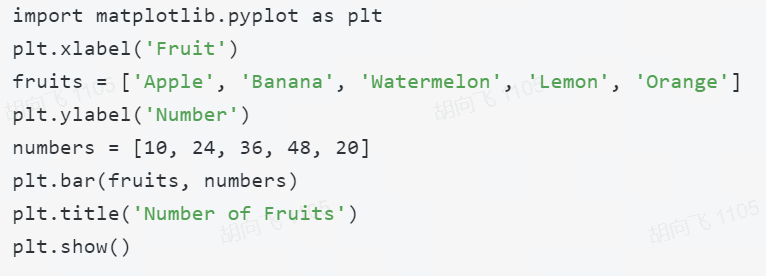 import matplotlib.pyplot as plt
plt.xlabel('Fruit')
fruits = ['Apple', 'Banana', 'Watermelon', 'Lemon', 'Orange']
胡向飞 1105
胡向飞 1105
plt.ylabel('Number')
numbers = [10, 24, 36, 48, 20]
plt.bar(fruits, numbers)
plt.title('Number of Fruits')
胡向飞 1105
胡向飞 1105
plt.show()